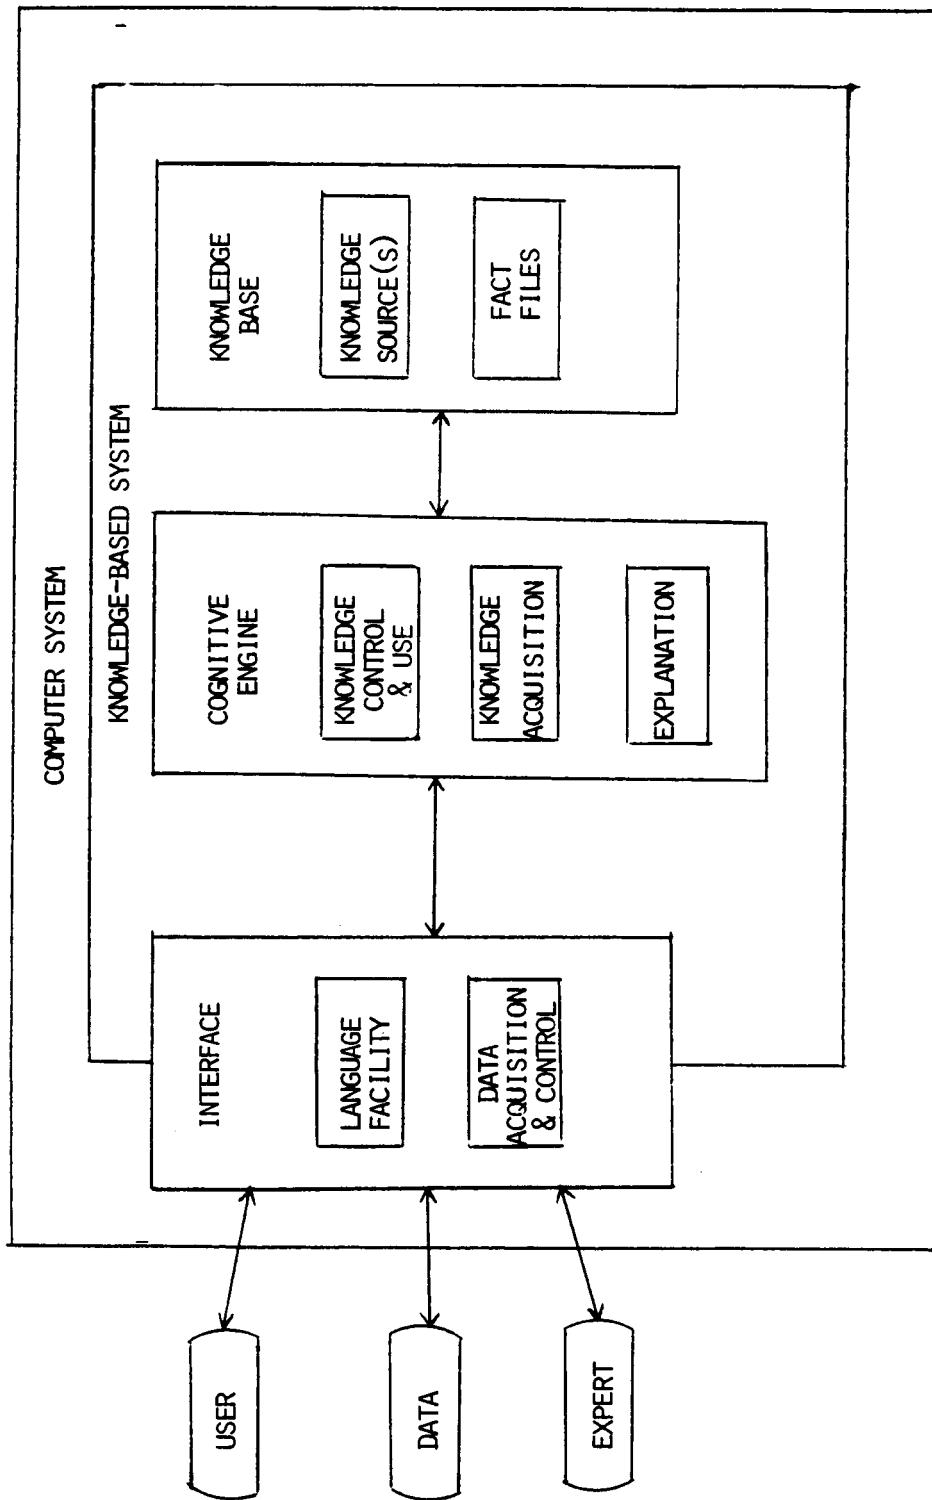 COMPUTER SYSTEM
KNOWLEDGE-BASED SYSTEM
USER
DATA
EXPERT
INTERFACE
LANGUAGE
FACILITY
DATA
ACQUISITION
& CONTROL
COGNITIVE
ENGINE
KNOWLEDGE
CONTROL
& USE
KNOWLEDGE
ACQUISITION
EXPLANATION
KNOWLEDGE
BASE
KNOWLEDGE
SOURCE(S)
FACT
FILES